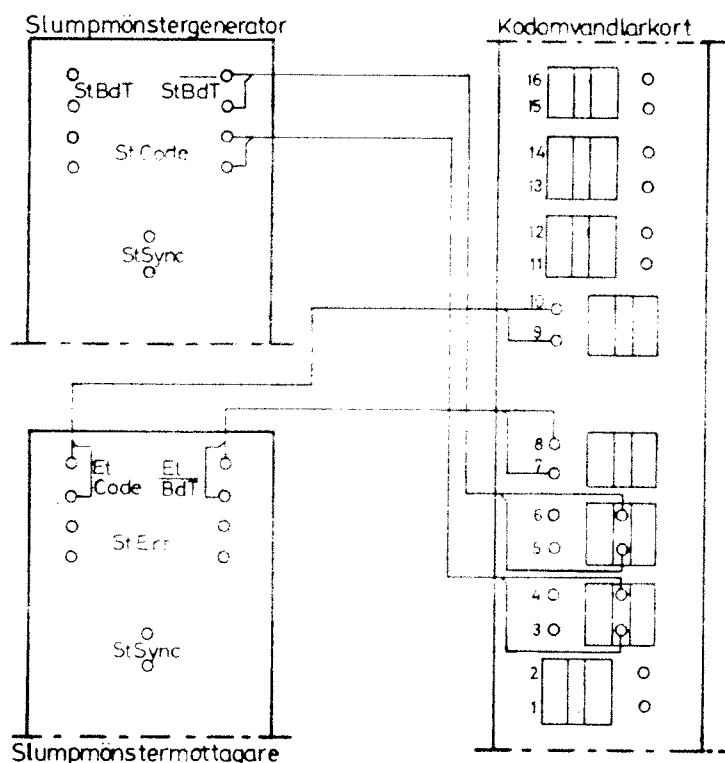 Slumpmönstergenerator
StBdT StBdT
StCode
StSync
Et
Code
Et
BdT
StErr
StSync
Slumpmönstermottagare
Kodomvandlarkort
16
15
14
13
12
11
10
9
8
7
6
5
4
3
2
1